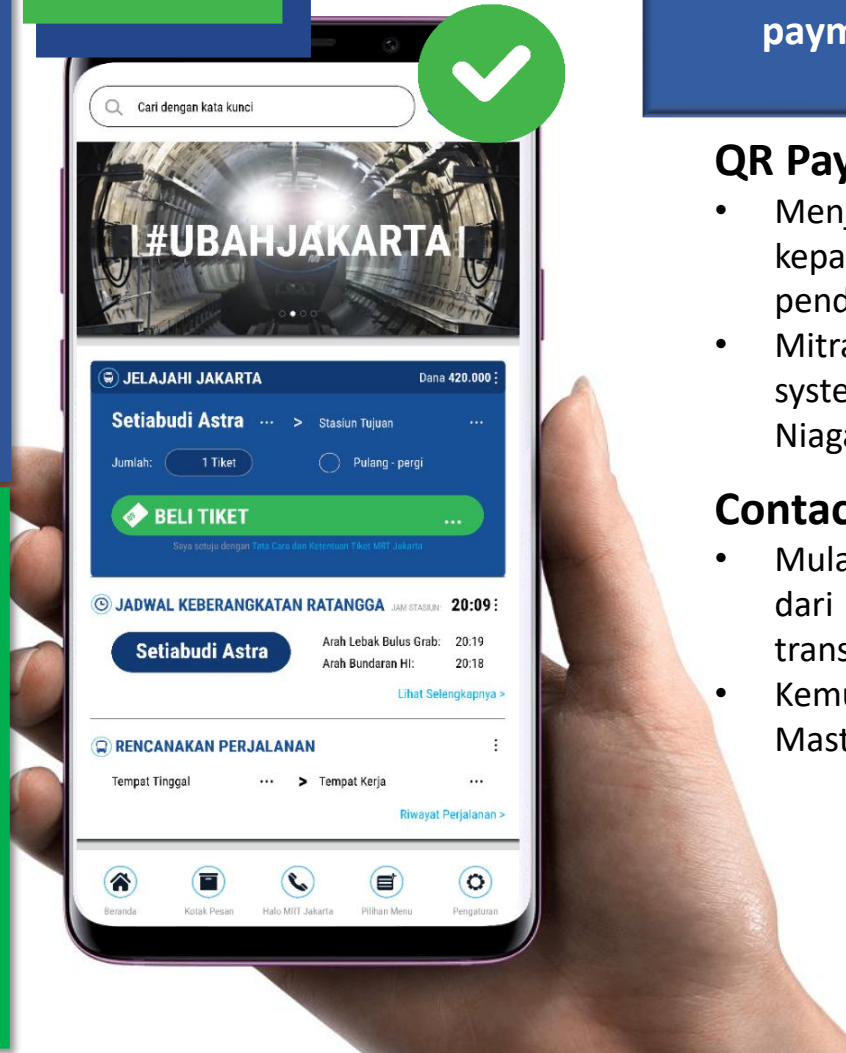 paym
Cari dengan kata kunci
#UBAHJAKARTA
JELAJAHI JAKARTA Dana 420.000
Setiabudi Astra ... > Stasiun Tujuan ...
Jumlah: 1 Tiket Pulang - pergi
BELI TIKET ...
Saya setuju dengan Tata Cara dan Ketentuan Tiket MRT Jakarta
JADWAL KEBERANGKATAN RATANGGA JAM STASIUN: 20:09
Setiabudi Astra
Arah Lebak Bulus Grab: 20:19
Arah Bundaran HI: 20:18
Lihat Selengkapnya >
RENCANAKAN PERJALANAN
Tempat Tinggal ... > Tempat Kerja ...
Riwayat Perjalanan >
Beranda Kotak Pesan Halo MRT Jakarta Pilihan Menu Pengaturan
QR Pay
• Menj
kepa
pend
• Mitra
syste
Niaga
Contac
• Mula
dari
trans
• Kemu
Mast